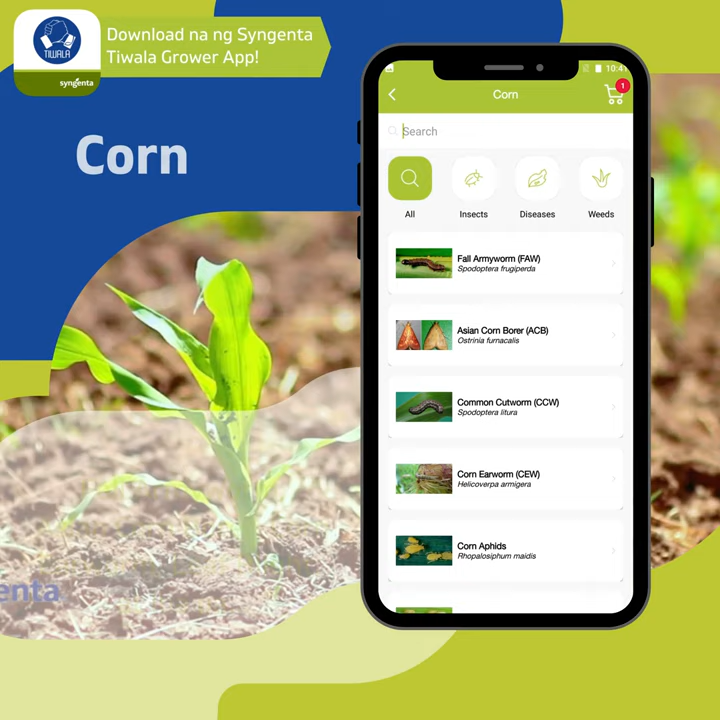 Download na ng Syngenta
Tiwala Grower App!
TIWALA
syngenta
Corn
10:41
Corn
1
Search
All
Insects
Diseases
Weeds
Fall Armyworm (FAW)
Spodoptera frugiperda
Asian Corn Borer (ACB)
Ostrinia furnacalis
Common Cutworm (CCW)
Spodoptera litura
Corn Earworm (CEW)
Helicoverpa armigera
Corn Aphids
Rhopalosiphum maidis
genta